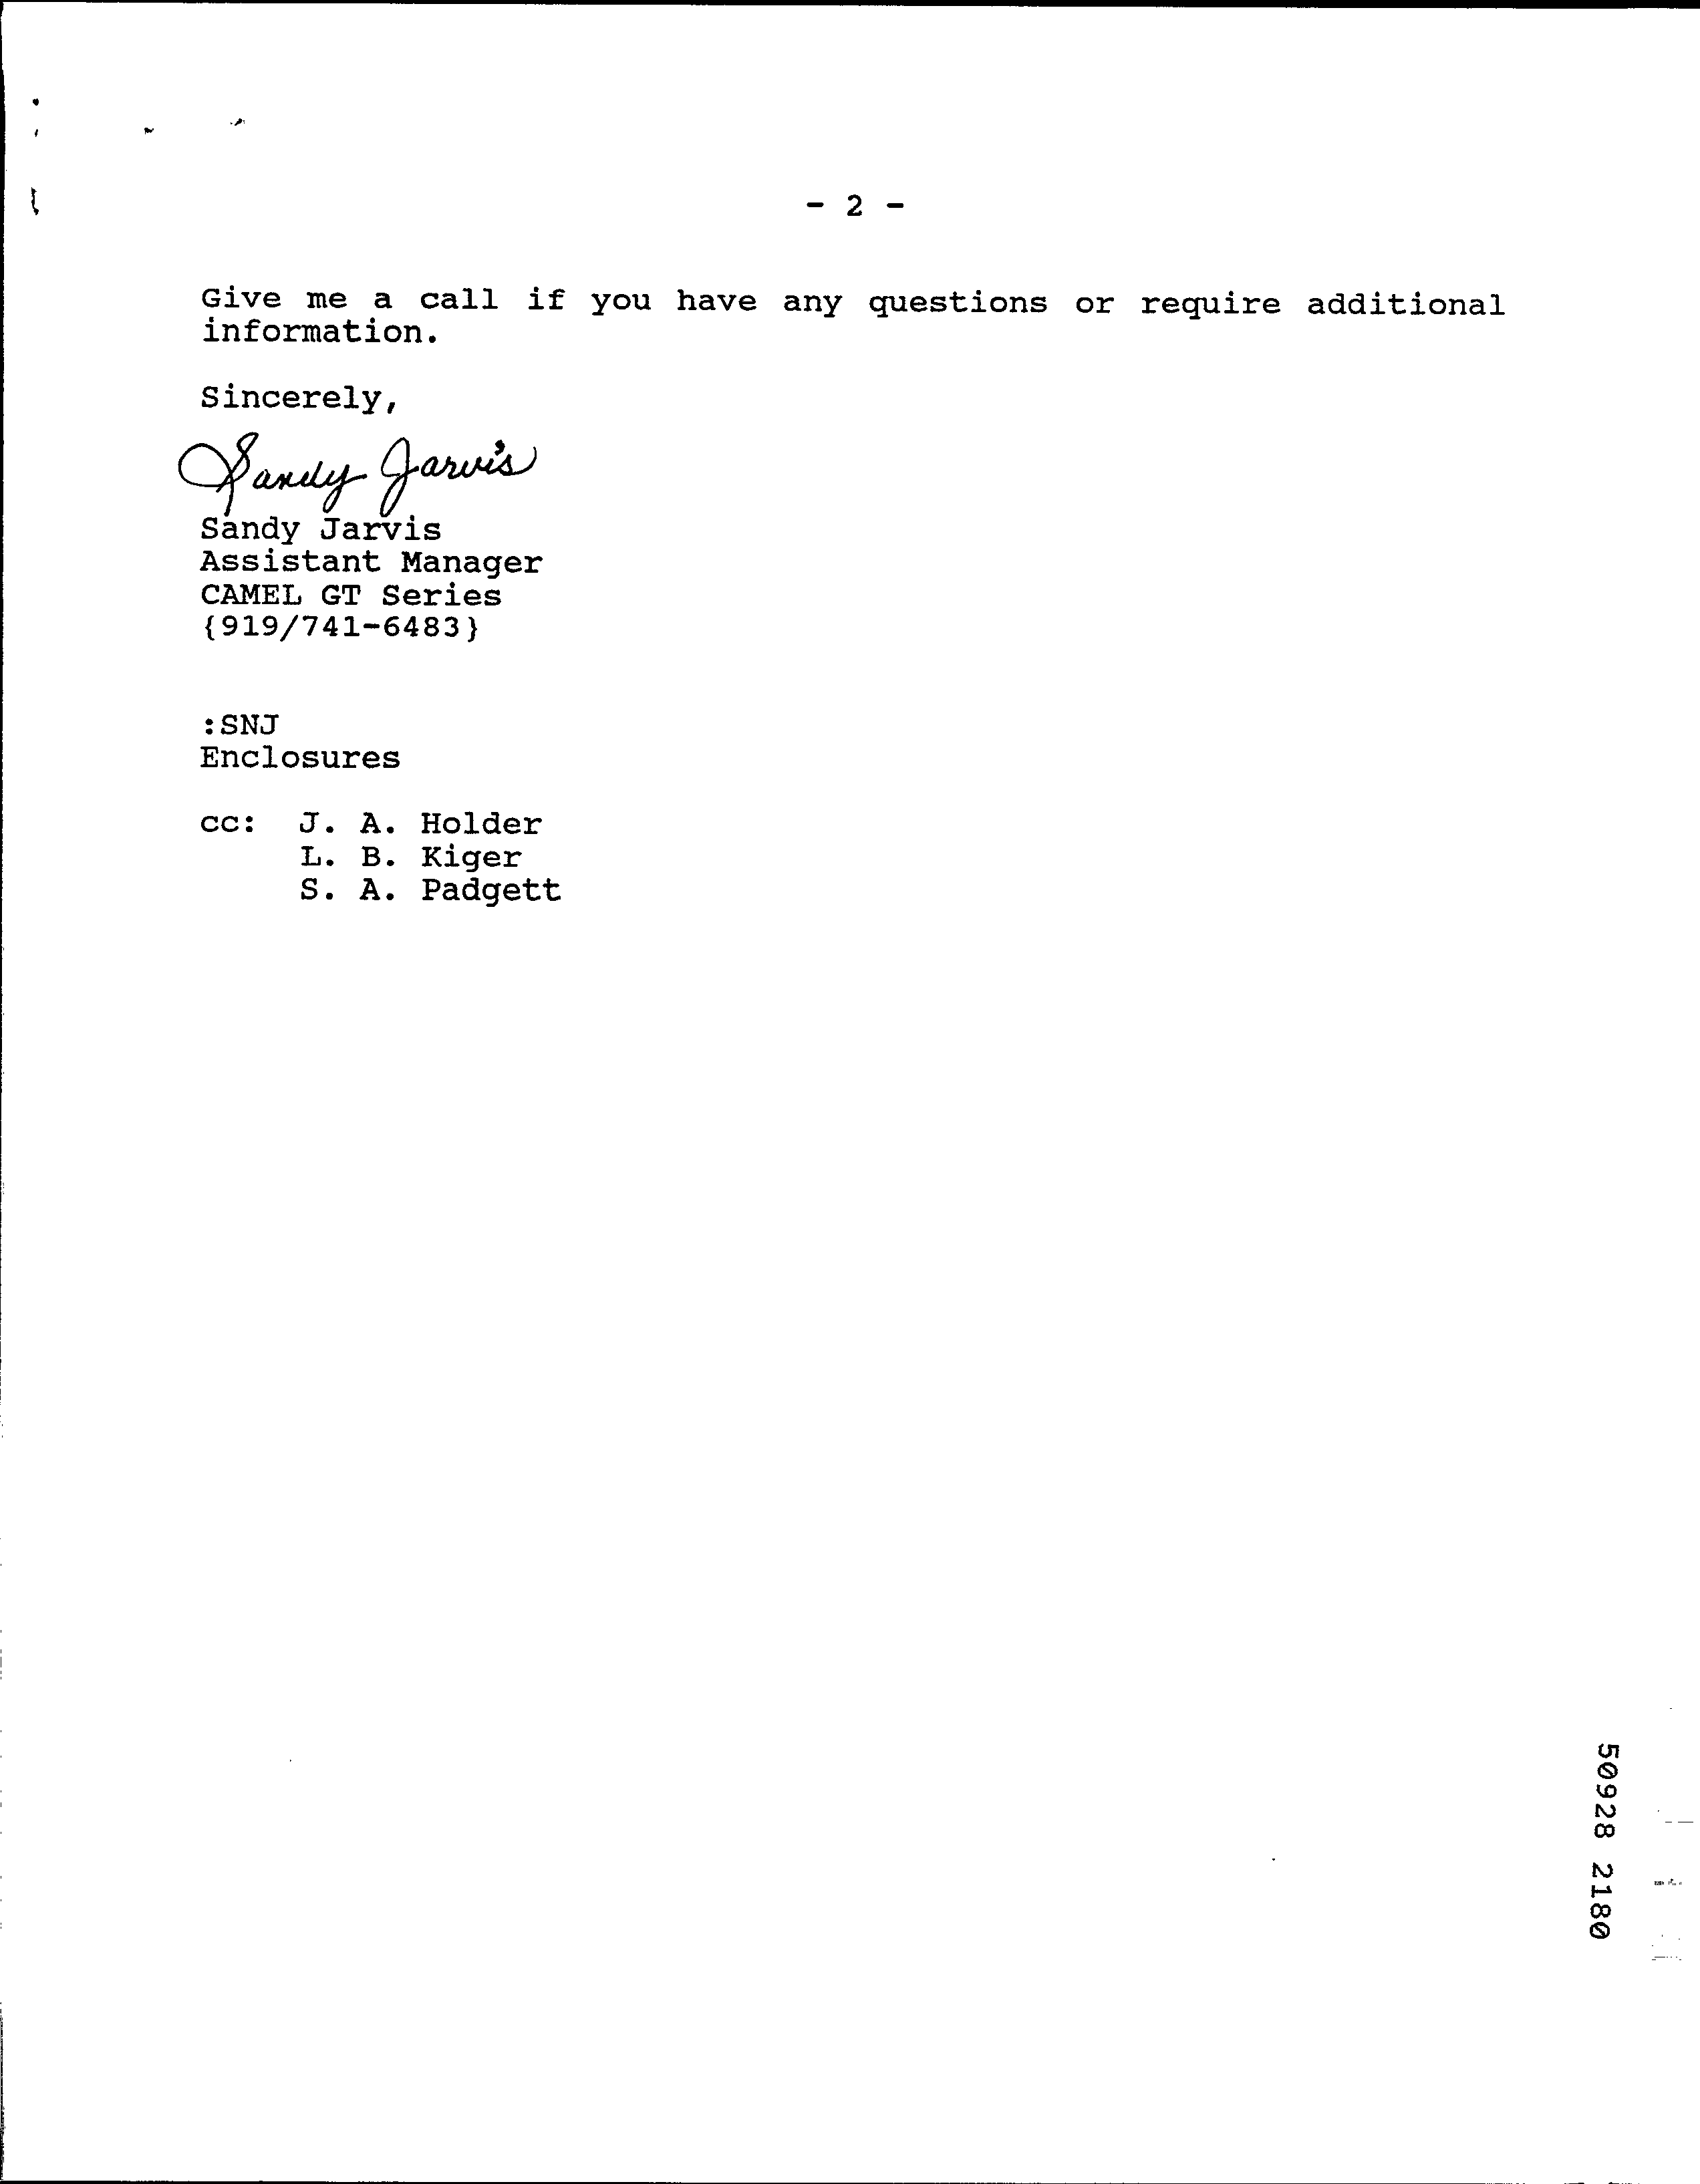 - 2 -
Give me a call if you have any questions or require additional
information.
Sincerely,
Sandy Jarvis
Sandy Jarvis
Assistant Manager
CAMEL GT Series
{919/741-6483}
:SNJ
Enclosures
cc: J. A. Holder
L. B. Kiger
S. A. Padgett
50928 2180